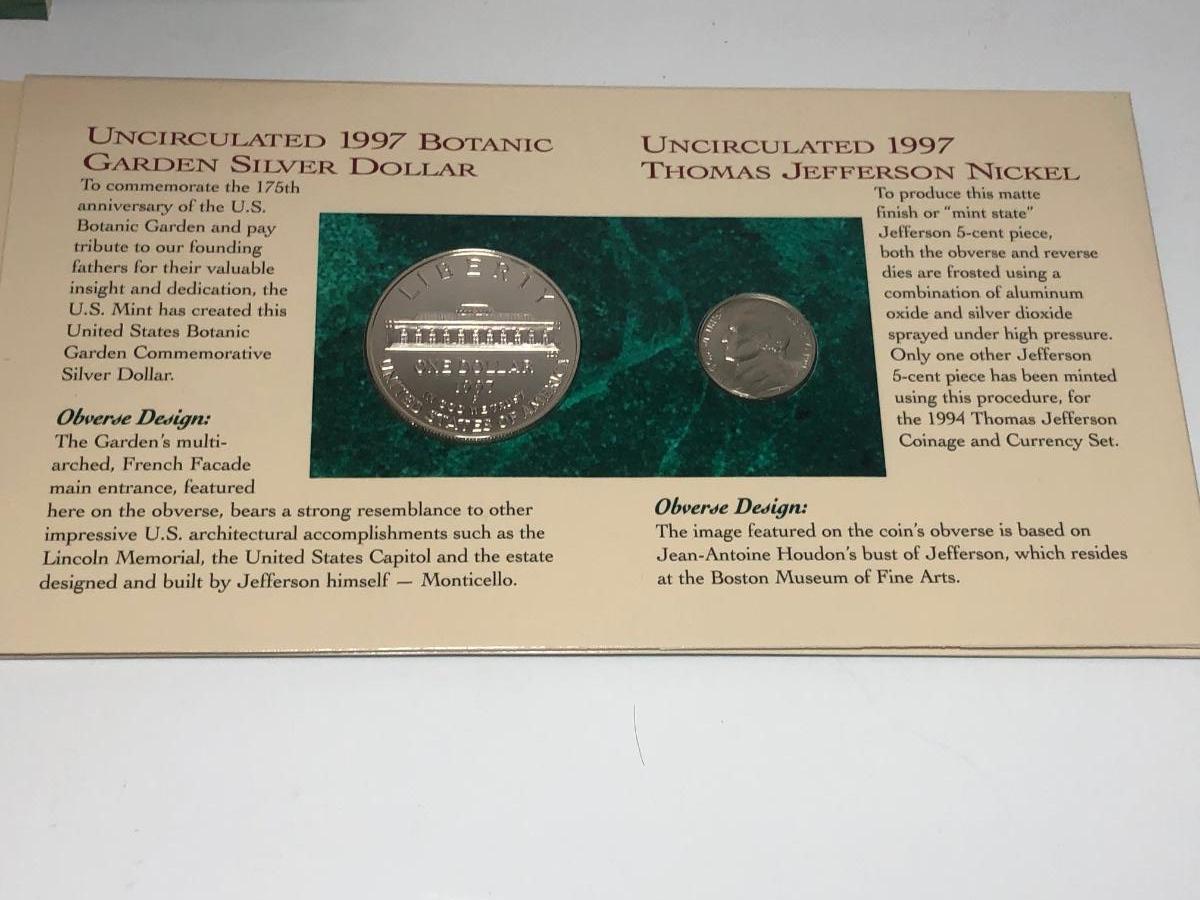 UNCIRCULATED 1997 BOTANIC
GARDEN SILVER DOLLAR
To commemorate the 175th
anniversary of the U.S.
Botanic Garden and pay
tribute to our founding
fathers for their valuable
insight and dedication, the
U.S. Mint has created this
United States Botanic
Garden Commemorative
Silver Dollar.
Obverse Design:
The Garden's multi-
arched, French Facade
main entrance, featured
here on the obverse, bears a strong resemblance to other
impressive U.S. architectural accomplishments such as the
Lincoln Memorial, the United States Capitol and the estate
designed and built by Jefferson himself — Monticello.
LIBERTY
ONE DOLLAR
1997
IN GOD WE TRUST
UNITED STATES OF AMERICA
UNCIRCULATED 1997
THOMAS JEFFERSON NICKEL
To produce this matte
finish or "mint state"
Jefferson 5-cent piece,
both the obverse and reverse
dies are frosted using a
combination of aluminum
oxide and silver dioxide
sprayed under high pressure.
Only one other Jefferson
5-cent piece has been minted
using this procedure, for
the 1994 Thomas Jefferson
Coinage and Currency Set.
Obverse Design:
The image featured on the coin's obverse is based on
Jean-Antoine Houdon's bust of Jefferson, which resides
at the Boston Museum of Fine Arts.